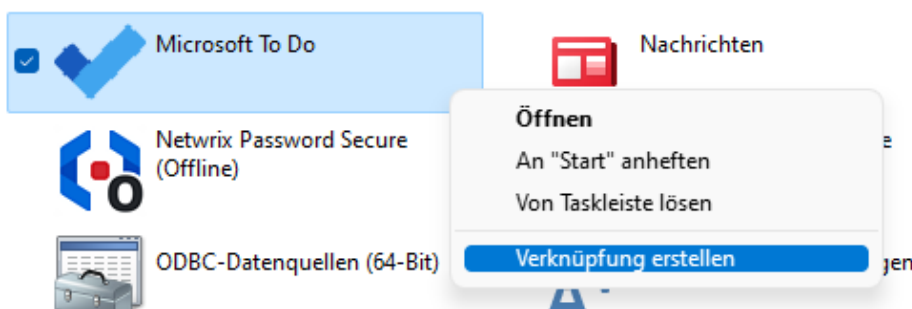 Microsoft To Do
Nachrichten
Netwrix Password Secure
(Offline)
ODBC-Datenquellen (64-Bit)
Öffnen
An "Start" anheften
Von Taskleiste lösen
Verknüpfung erstellen